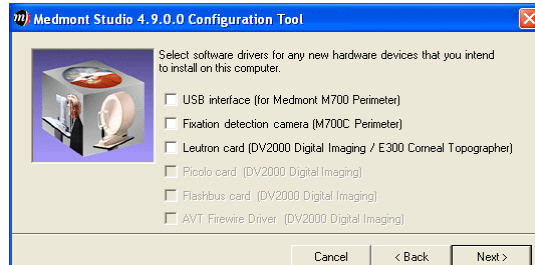 Medmont Studio 4.9.0.0 Configuration Tool
Select software drivers for any new hardware devices that you intend
to install on this computer.
USB interface (for Medmont M700 Perimeter)
Fixation detection camera (M700C Perimeter)
Leutron card (DV2000 Digital Imaging / E300 Corneal Topographer)
Picolo card (DV2000 Digital Imaging)
Flashbus card (DV2000 Digital Imaging)
AVT Firewire Driver (DV2000 Digital Imaging)
Cancel < Back Next >